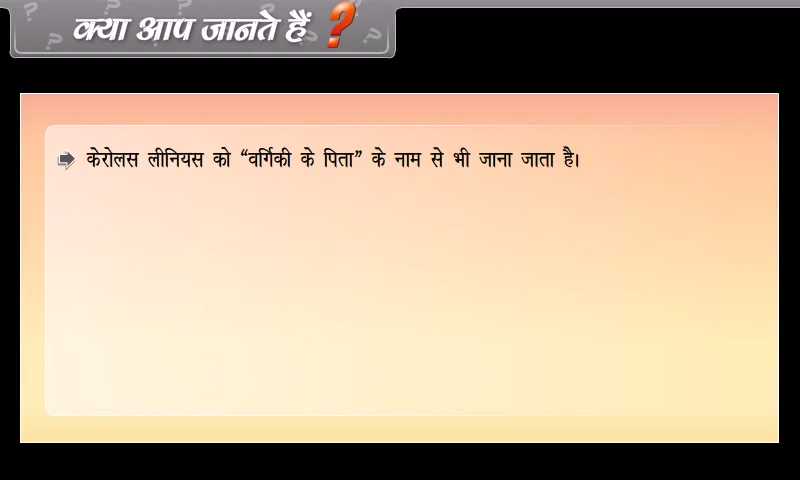 क्या आप जानते हैं ?
केरोलस लीनियस को “वर्गिकी के पिता” के नाम से भी जाना जाता है।